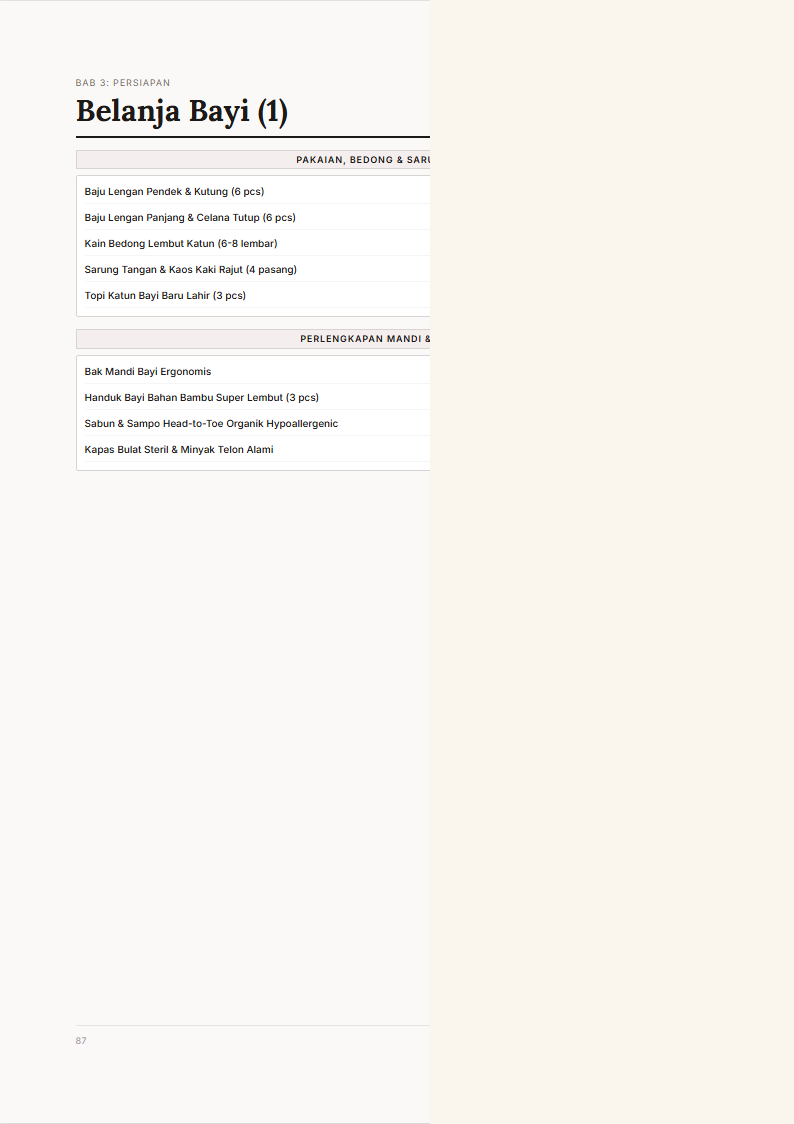 BAB 3: PERSIAPAN
Belanja Bayi (1)
PAKAIAN, BEDONG &
Baju Lengan Pendek & Kutung (6 pcs)
Baju Lengan Panjang & Celana Tutup (6 pcs)
Kain Bedong Lembut Katun (6-8 lembar)
Sarung Tangan & Kaos Kaki Rajut (4 pasang)
Topi Katun Bayi Baru Lahir (3 pcs)
PERLENGKAPAN MANDI &
Bak Mandi Bayi Ergonomis
Handuk Bayi Bahan Bambu Super Lembut (3 pcs)
Sabun & Sampo Head-to-Toe Organik Hypoallergenic
Kapas Bulat Steril & Minyak Telon Alami
87